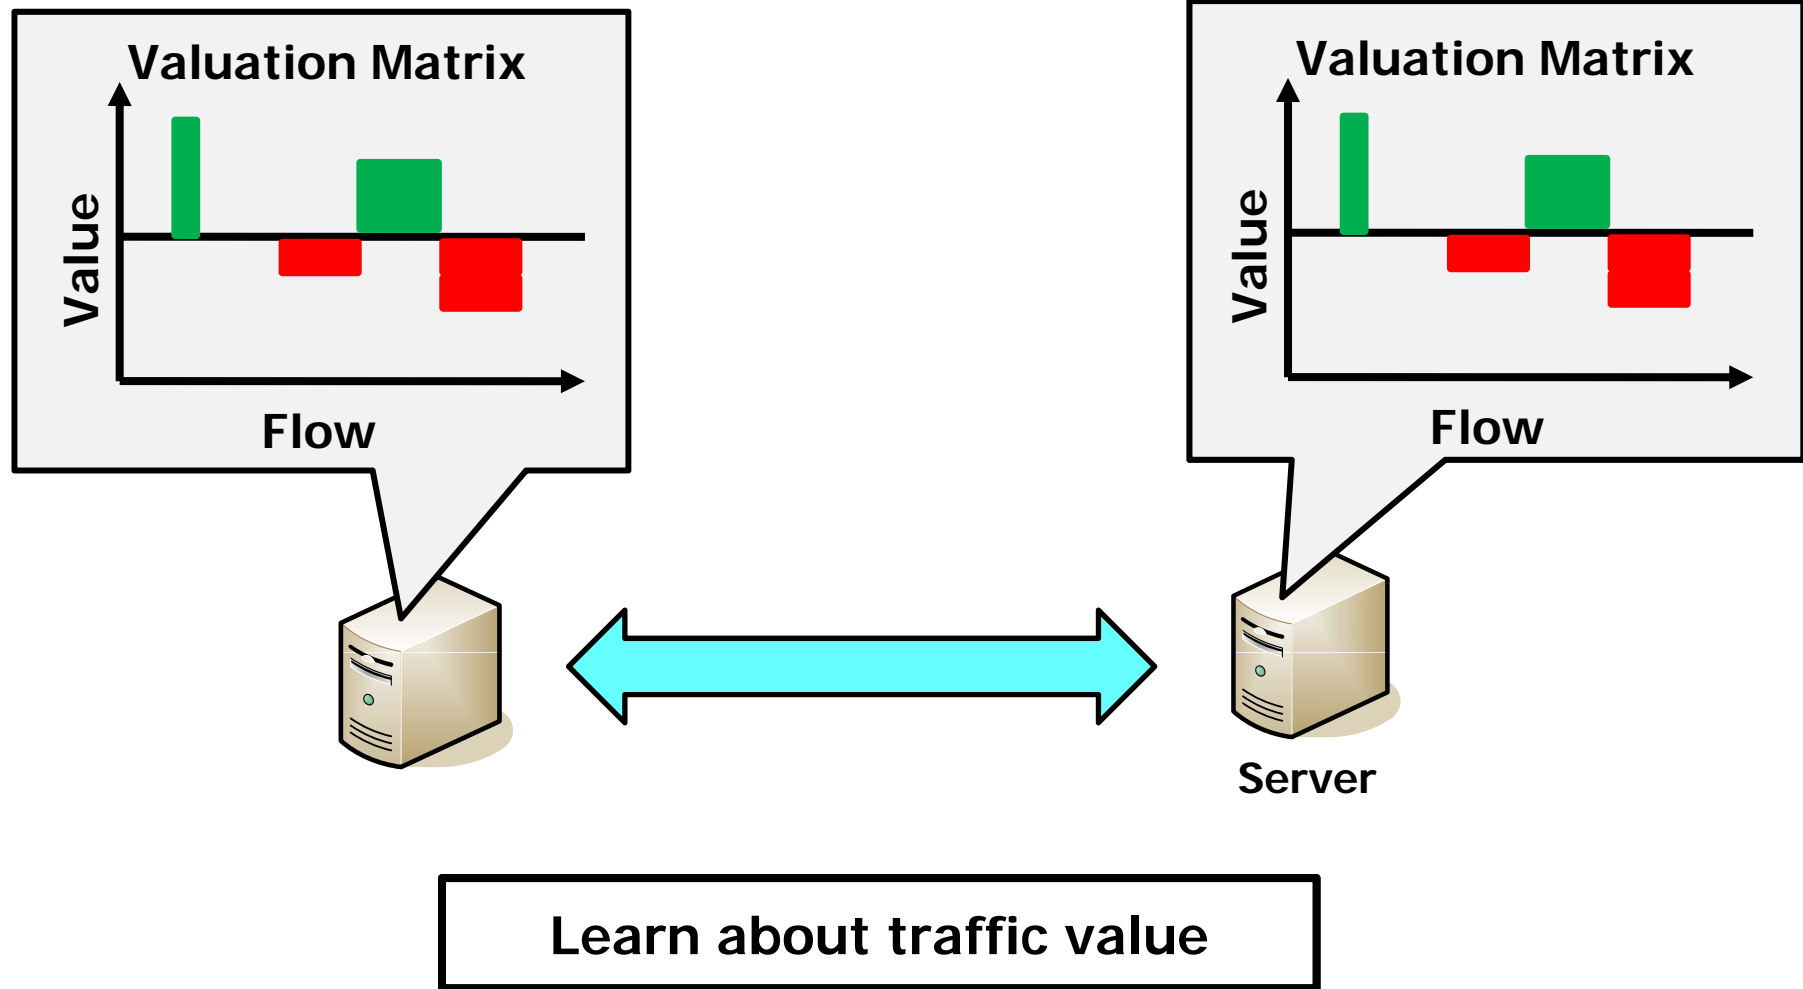 Valuation Matrix
Value
Flow
Valuation Matrix
Value
Flow
Server
Learn about traffic value